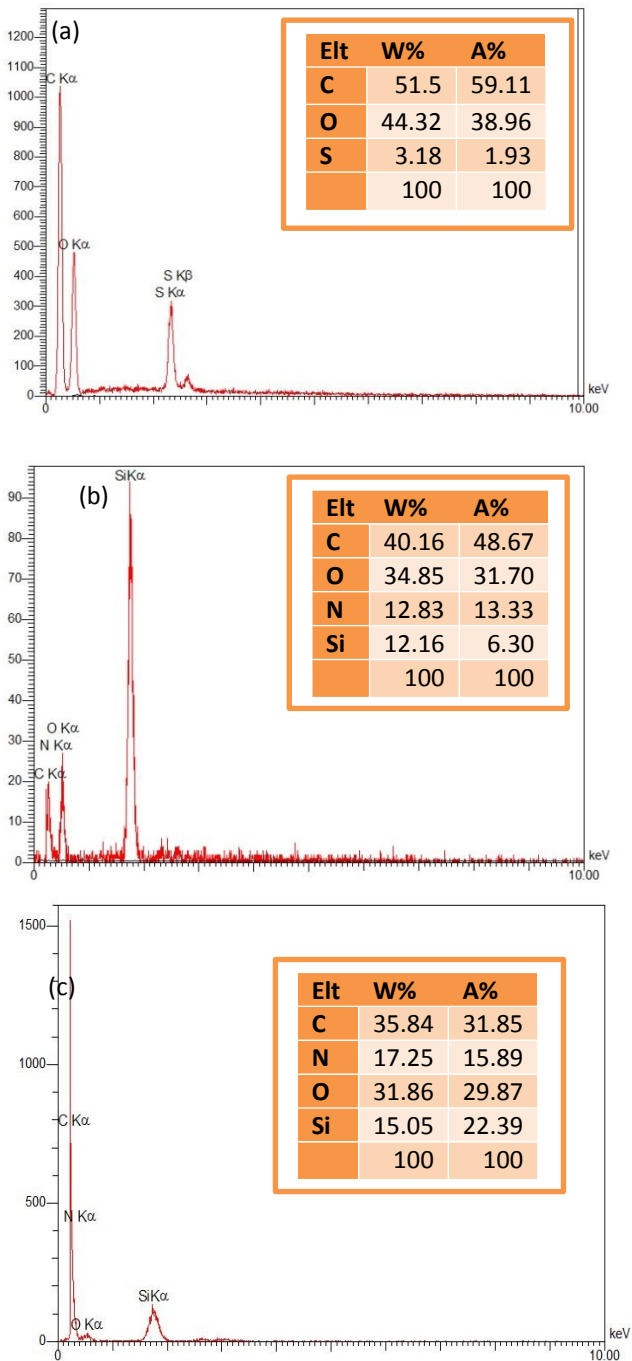 (a)
1200
1100
1000
900
800
700
600
500
400
300
200
100
0
C Kα
O Kα
S Kβ
S Kα
0
keV
10.00
Elt W% A%
C 51.5 59.11
O 44.32 38.96
S 3.18 1.93
100 100
(b)
90
80
70
60
50
40
30
20
10
0
SiKα
O Kα
N Kα
C Kα
0
keV
10.00
Elt W% A%
C 40.16 48.67
O 34.85 31.70
N 12.83 13.33
Si 12.16 6.30
100 100
(c)
1500
1000
500
0
C Kα
N Kα
O Kα
SiKα
0
keV
10.00
Elt W% A%
C 35.84 31.85
N 17.25 15.89
O 31.86 29.87
Si 15.05 22.39
100 100